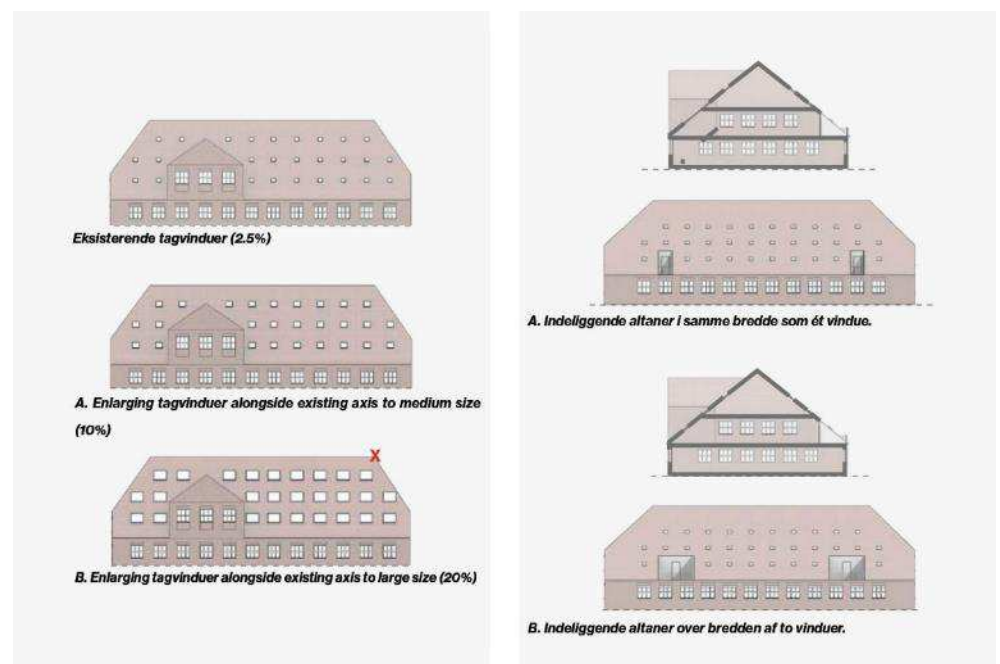 Eksisterende tagvinduer (2.5%)
A. Enlarging tagvinduer alongside existing axis to medium size
(10%)
X
B. Enlarging tagvinduer alongside existing axis to large size (20%)
A. Indeliggende altaner i samme bredde som ét vindue.
B. Indeliggende altaner over bredden af to vinduer.